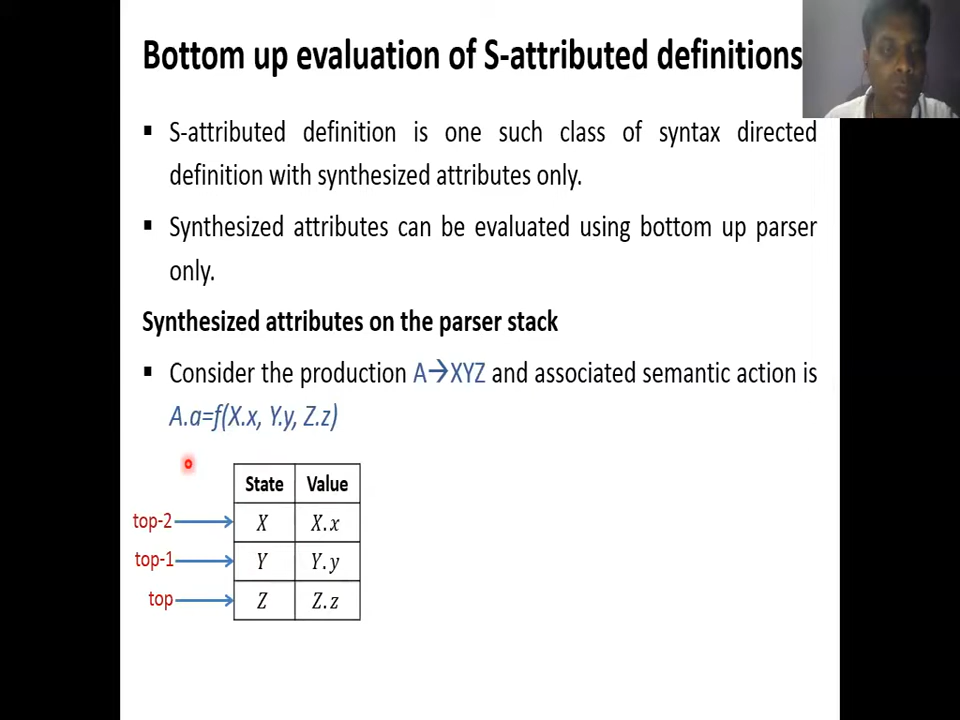 Bottom up evaluation of S-attributed definitions
▪ S-attributed definition is one such class of syntax directed
definition with synthesized attributes only.
▪ Synthesized attributes can be evaluated using bottom up parser
only.
Synthesized attributes on the parser stack
▪ Consider the production A→XYZ and associated semantic action is
A.a=f(X.x, Y.y, Z.z)
State Value
top-2 X X.x
top-1 Y Y.y
top Z Z.z